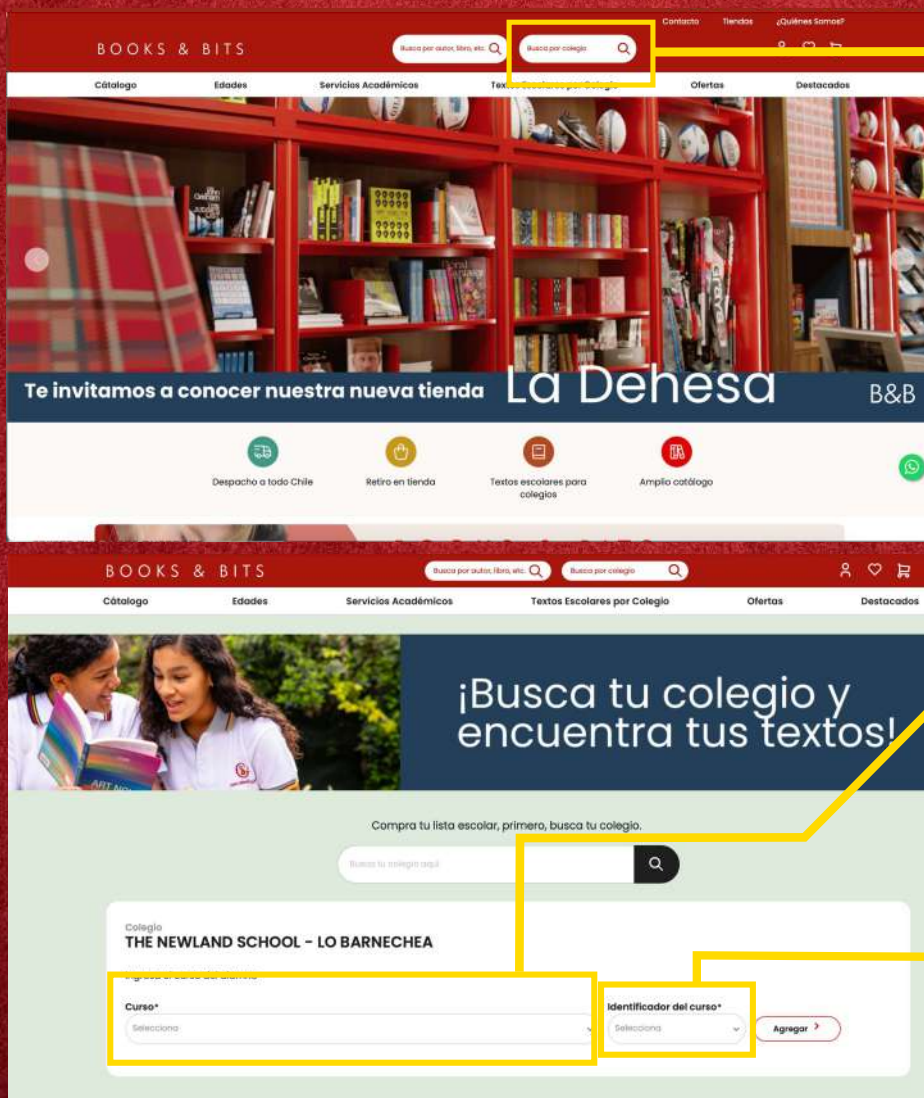 Contacto Tiendas ¿Quiénes Somos?
BOOKS & BITS
Busca por autor, libro, etc.
Busca por colegio
Cátalogo Edades Servicios Académicos Textos Escolares por Colegio Ofertas Destacados
Te invitamos a conocer nuestra nueva tienda La Dehesa B&B
Despacho a todo Chile
Retiro en tienda
Textos escolares para
colegios
Amplio catálogo
BOOKS & BITS
Busca por autor, libro, etc.
Busca por colegio
Cátalogo Edades Servicios Académicos Textos Escolares por Colegio Ofertas Destacados
¡Busca tu colegio y
encuentra tus textos!
Compra tu lista escolar, primero, busca tu colegio.
Busca tu colegio aquí
Colegio
THE NEWLAND SCHOOL - LO BARNECHEA
Curso*
Selecciona
Identificador del curso*
Selecciona
Agregar